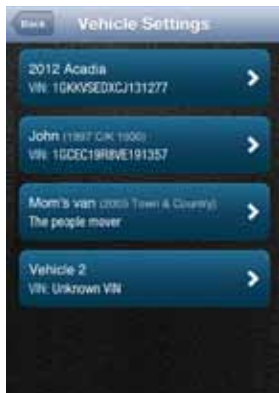 Back
Vehicle Settings
2012 Acadia
VIN: 1GKKVSEDXCJ131277
John (1997 C/K 1500)
VIN: 1GCEC19R8VE191357
Mom's van (2005 Town & Country)
The people mover
Vehicle 2
VIN: Unknown VIN